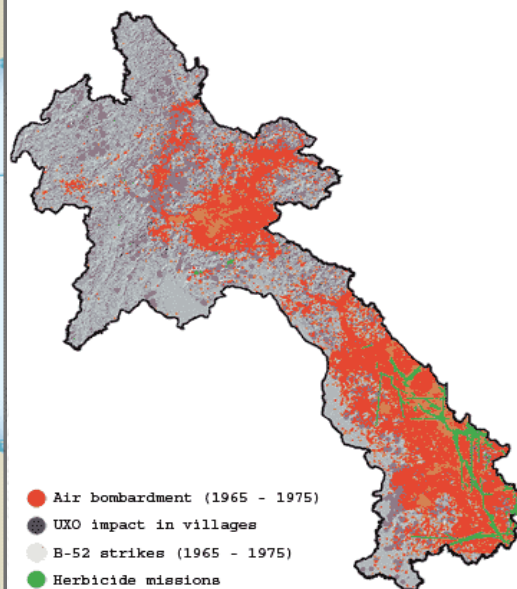 Air bombardment (1965 - 1975)
UXO impact in villages
B-52 strikes (1965 - 1975)
Herbicide missions